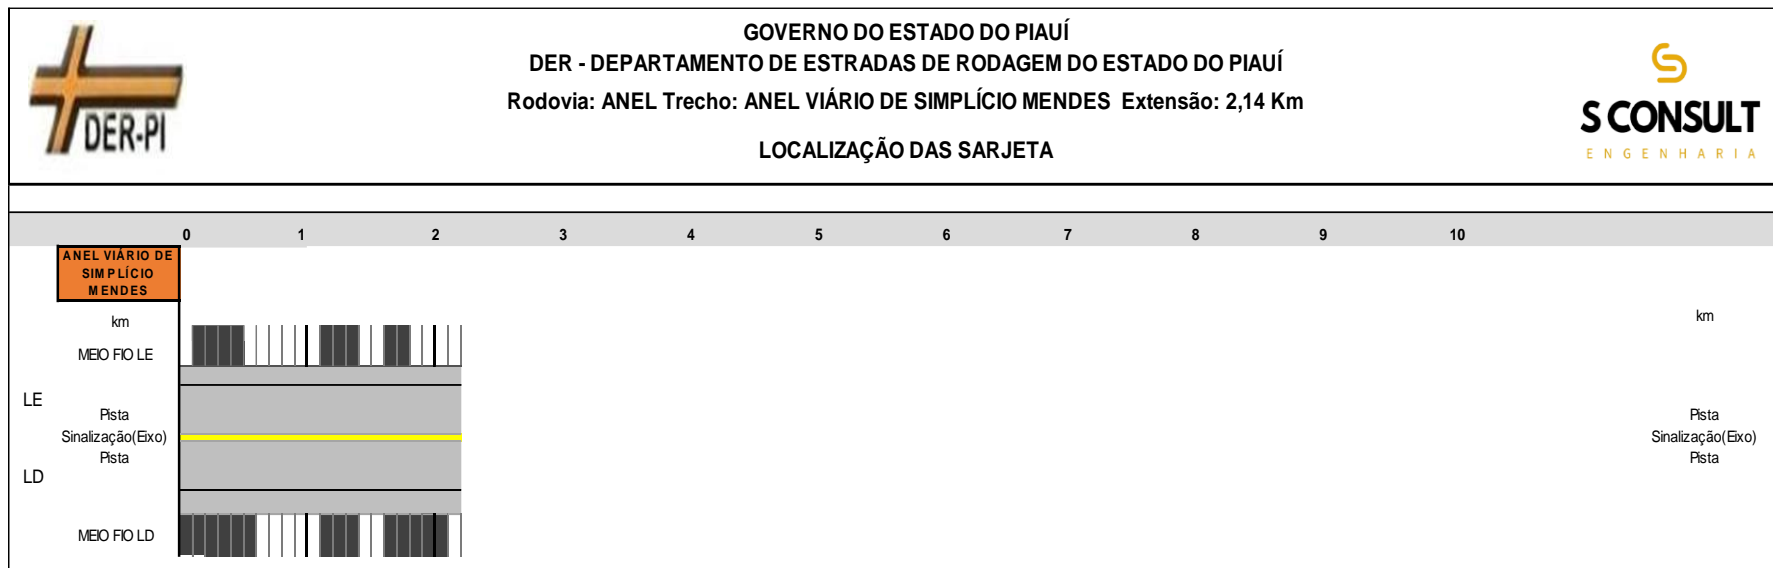 GOVERNO DO ESTADO DO PIAUÍ
DER - DEPARTAMENTO DE ESTRADAS DE RODAGEM DO ESTADO DO PIAUÍ
Rodovia: ANEL Trecho: ANEL VIÁRIO DE SIMPLÍCIO MENDES Extensão: 2,14 Km
LOCALIZAÇÃO DAS SARJETA
DER-PI
S CONSULT
ENGENHARIA
0 1 2 3 4 5 6 7 8 9 10
ANEL VIÁRIO DE
SIMPLÍCIO
MENDES
km km
MEIO FIO LE
LE
Pista Pista
Sinalização(Eixo) Sinalização(Eixo)
Pista Pista
LD
MEIO FIO LD